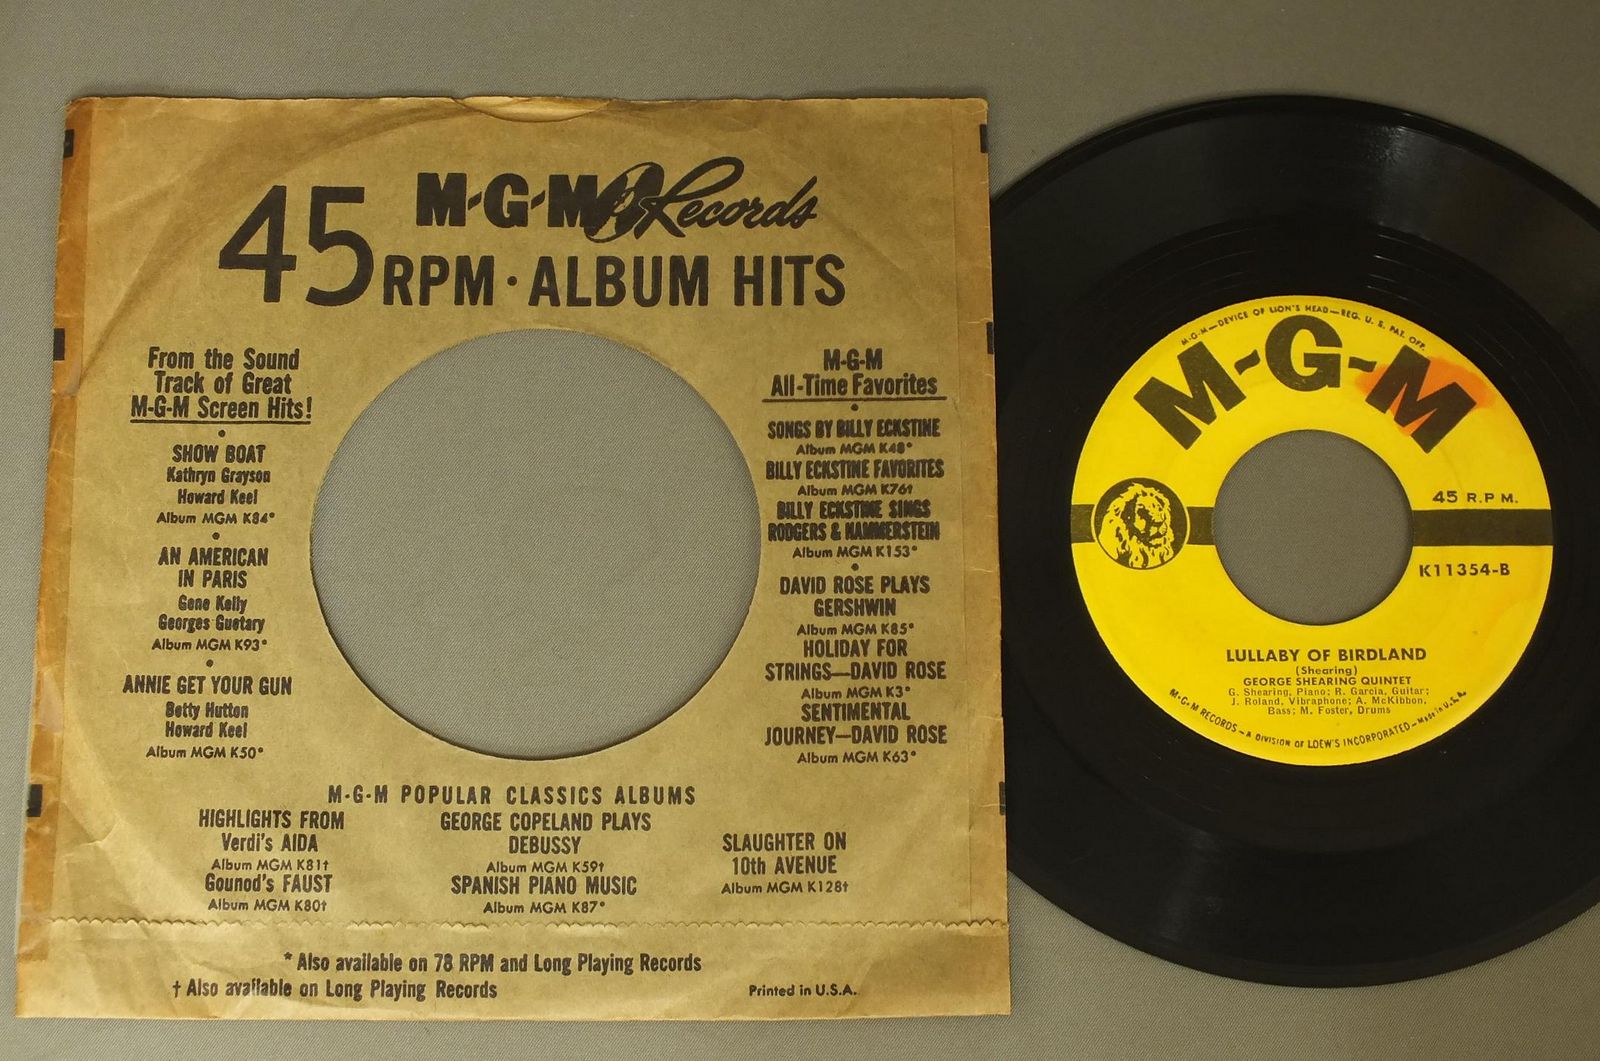 M-G-M Records
45 RPM · ALBUM HITS
From the Sound
Track of Great
M-G-M Screen Hits!
•
SHOW BOAT
Kathryn Grayson
Howard Keel
Album MGM K84*
•
AN AMERICAN
IN PARIS
Gene Kelly
Georges Guetary
Album MGM K93*
•
ANNIE GET YOUR GUN
Betty Hutton
Howard Keel
Album MGM K50*
M-G-M
All-Time Favorites
•
SONGS BY BILLY ECKSTINE
Album MGM K48*
BILLY ECKSTINE FAVORITES
Album MGM K76†
BILLY ECKSTINE SINGS
RODGERS & HAMMERSTEIN
Album MGM K153*
•
DAVID ROSE PLAYS
GERSHWIN
Album MGM K85*
HOLIDAY FOR
STRINGS—DAVID ROSE
Album MGM K3*
SENTIMENTAL
JOURNEY—DAVID ROSE
Album MGM K63*
M-G-M POPULAR CLASSICS ALBUMS
HIGHLIGHTS FROM
Verdi's AIDA
Album MGM K81†
Gounod's FAUST
Album MGM K80†
GEORGE COPELAND PLAYS
DEBUSSY
Album MGM K59†
SPANISH PIANO MUSIC
Album MGM K87*
SLAUGHTER ON
10th AVENUE
Album MGM K128†
* Also available on 78 RPM and Long Playing Records
† Also available on Long Playing Records
Printed in U.S.A.
M-G-M—DEVICE OF LION'S HEAD—REG. U. S. PAT. OFF.
M-G-M
45 R.P.M.
K11354-B
LULLABY OF BIRDLAND
(Shearing)
GEORGE SHEARING QUINTET
G. Shearing, Piano; R. Garcia, Guitar;
J. Roland, Vibraphone; A. McKibbon,
Bass; M. Foster, Drums
M-G-M RECORDS—A DIVISION OF LOEW'S INCORPORATED—Made in U.S.A.